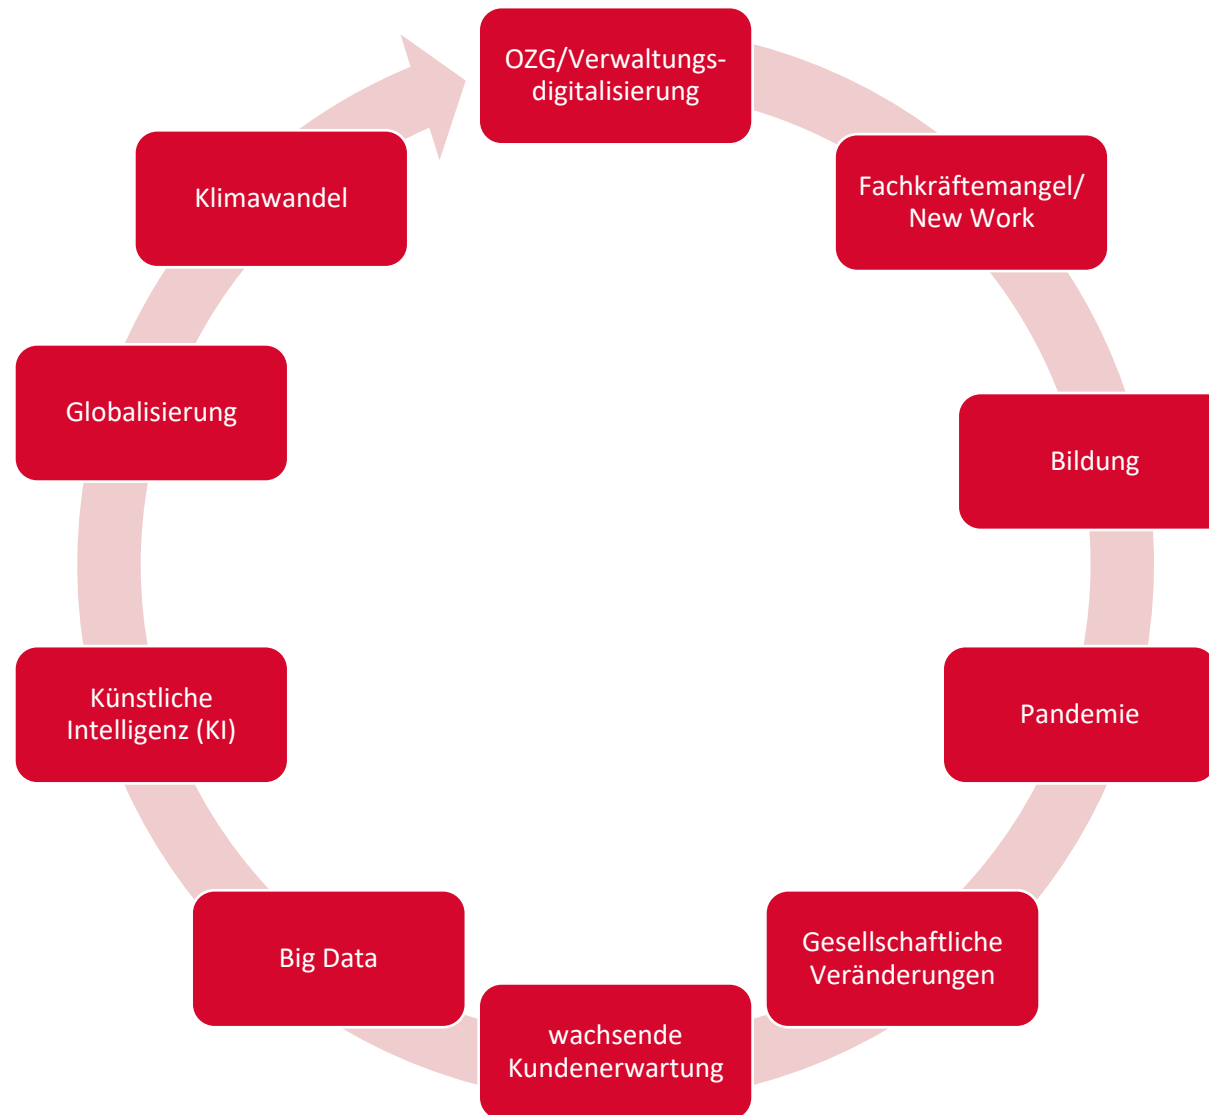 OZG/Verwaltungs-
digitalisierung
Fachkräftemangel/
New Work
Bildung
Pandemie
Gesellschaftliche
Veränderungen
wachsende
Kundenerwartung
Big Data
Künstliche
Intelligenz (KI)
Globalisierung
Klimawandel